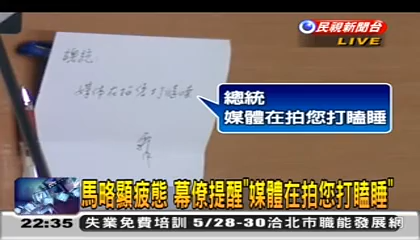 民視新聞台
LIVE
總統:
媒体在拍您打瞌睡
總統
媒體在拍您打瞌睡
馬略顯疲態 幕僚提醒"媒體在拍您打瞌睡"
22:35 失業免費培訓 5/28-30洽北市職能發展網